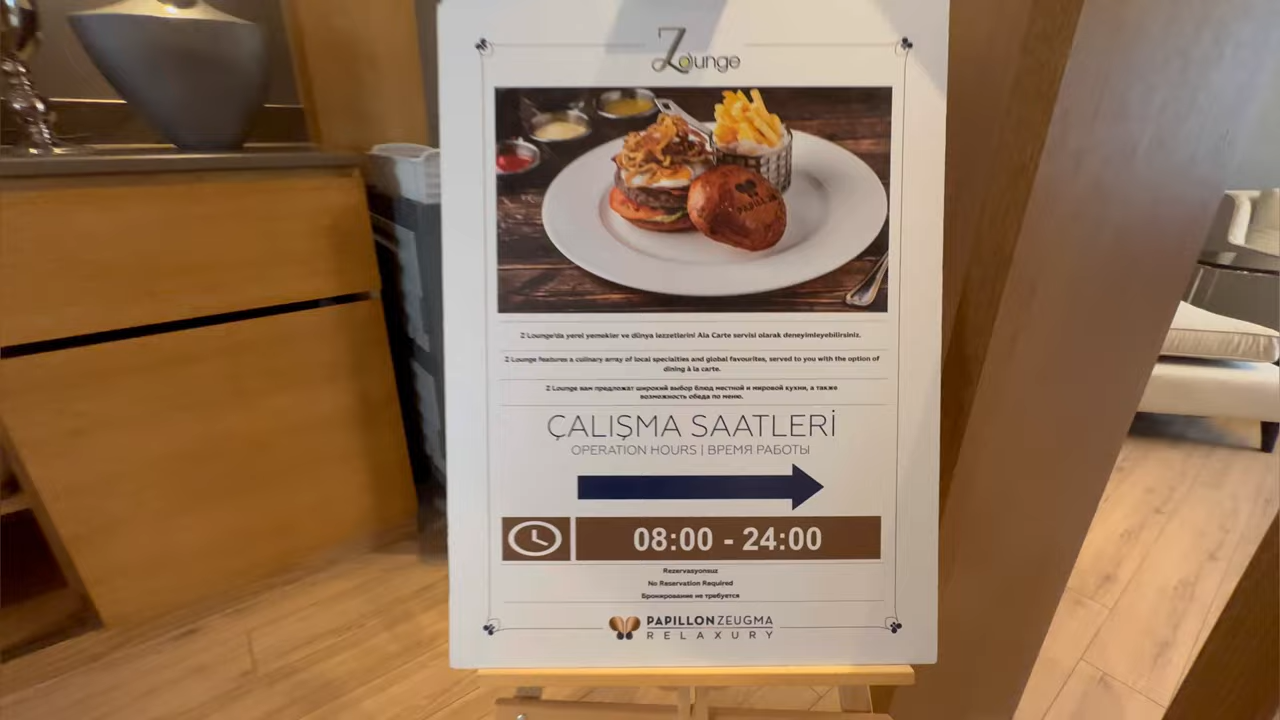 Z Lounge
PAPILLON
Z Lounge'da yerel yemekler ve dünya lezzetlerini Ala Carte servisi olarak deneyimleyebilirsiniz.
Z Lounge features a culinary array of local specialties and global favourites, served to you with the option of
dining à la carte.
Z Lounge вам предложат широкий выбор блюд местной и мировой кухни, а также
возможность обеда по меню.
ÇALIŞMA SAATLERİ
OPERATION HOURS | ВРЕМЯ РАБОТЫ
08:00 - 24:00
Rezervasyonsuz
No Reservation Required
Бронирование не требуется
PAPILLON ZEUGMA
RELAXURY